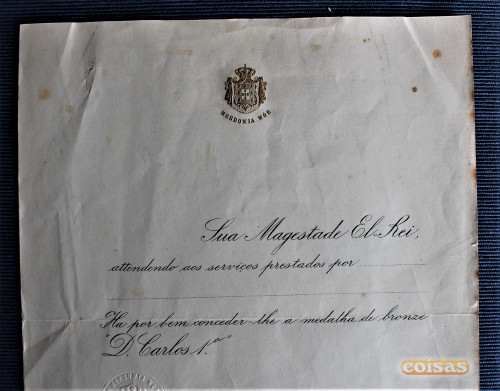 MORDOMIA MÓR
Sua Magestade El-Rei,
attendendo aos serviços prestados por
Ha por bem conceder-lhe a medalha de bronze
"D. Carlos 1.º"
coisas